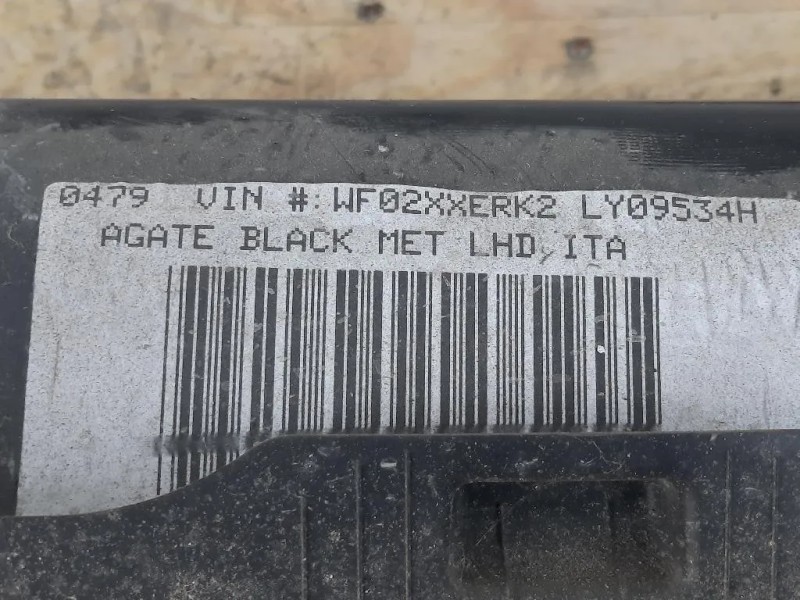 0479 VIN #: WF02XXERK2 LY09534H
AGATE BLACK MET LHD, ITA